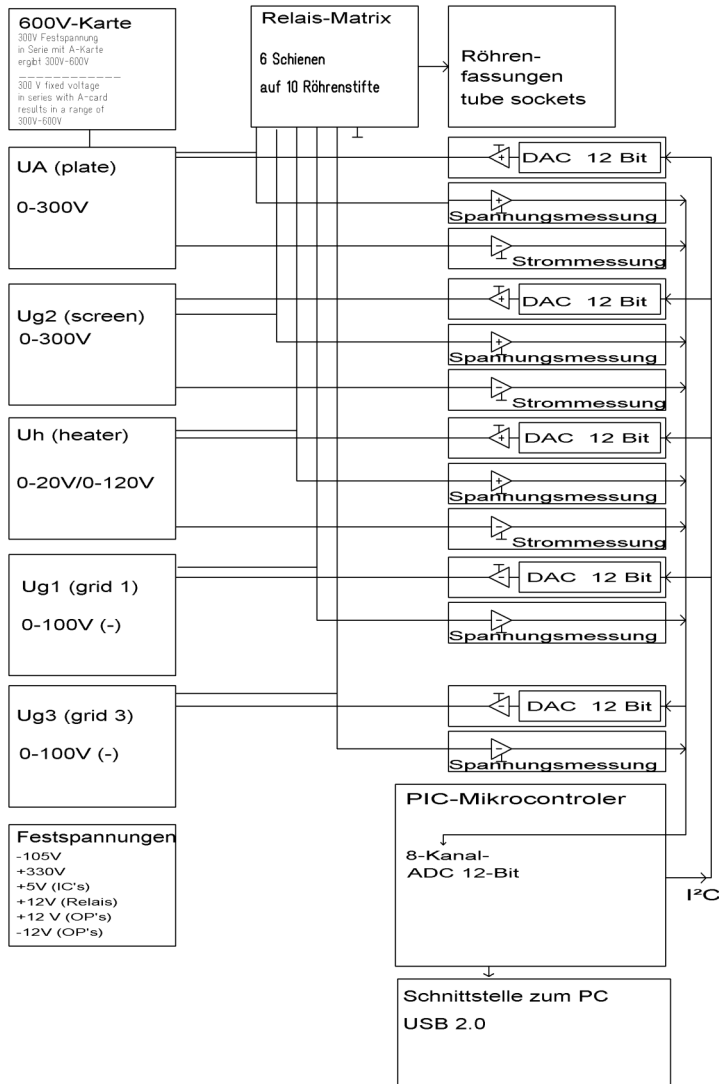 600V-Karte
300V Festspannung
in Serie mit A-Karte
ergibt 300V-600V
300 V fixed voltage
in series with A-card
results in a range of
300V-600V
Relais-Matrix
6 Schienen
auf 10 Röhrenstifte
Röhren-
fassungen
tube sockets
UA (plate)
0-300V
DAC 12 Bit
+
+
Spannungsmessung
-
Strommessung
Ug2 (screen)
0-300V
DAC 12 Bit
+
+
Spannungsmessung
-
Strommessung
Uh (heater)
0-20V/0-120V
DAC 12 Bit
+
+
Spannungsmessung
-
Strommessung
Ug1 (grid 1)
0-100V (-)
DAC 12 Bit
-
-
Spannungsmessung
Ug3 (grid 3)
0-100V (-)
DAC 12 Bit
-
-
Spannungsmessung
Festspannungen
-105V
+330V
+5V (IC's)
+12V (Relais)
+12 V (OP's)
-12V (OP's)
PIC-Mikrocontroler
8-Kanal-
ADC 12-Bit
I²C
Schnittstelle zum PC
USB 2.0